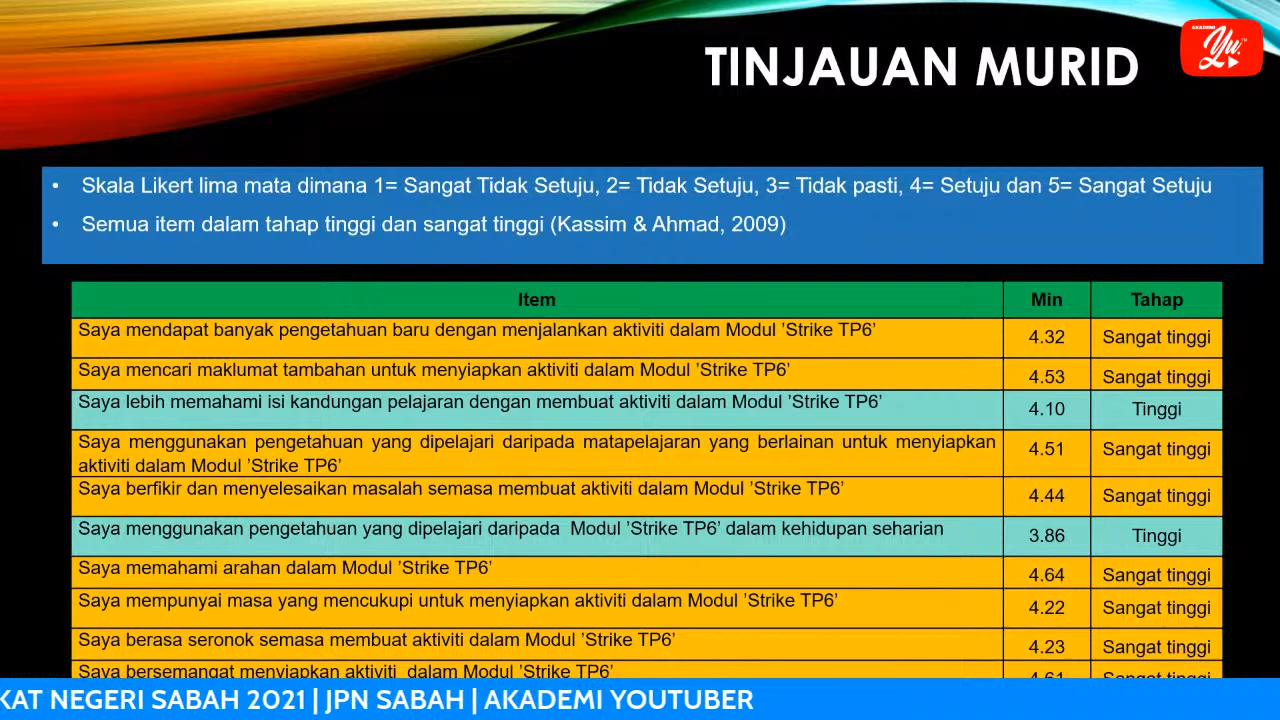 TINJAUAN MURID
AKADEMI
Yu
• Skala Likert lima mata dimana 1= Sangat Tidak Setuju, 2= Tidak Setuju, 3= Tidak pasti, 4= Setuju dan 5= Sangat Setuju
• Semua item dalam tahap tinggi dan sangat tinggi (Kassim & Ahmad, 2009)
Item Min Tahap
Saya mendapat banyak pengetahuan baru dengan menjalankan aktiviti dalam Modul ’Strike TP6’ 4.32 Sangat tinggi
Saya mencari maklumat tambahan untuk menyiapkan aktiviti dalam Modul ’Strike TP6’ 4.53 Sangat tinggi
Saya lebih memahami isi kandungan pelajaran dengan membuat aktiviti dalam Modul ’Strike TP6’ 4.10 Tinggi
Saya menggunakan pengetahuan yang dipelajari daripada matapelajaran yang berlainan untuk menyiapkan
aktiviti dalam Modul ’Strike TP6’ 4.51 Sangat tinggi
Saya berfikir dan menyelesaikan masalah semasa membuat aktiviti dalam Modul ’Strike TP6’ 4.44 Sangat tinggi
Saya menggunakan pengetahuan yang dipelajari daripada Modul ’Strike TP6’ dalam kehidupan seharian 3.86 Tinggi
Saya memahami arahan dalam Modul ’Strike TP6’ 4.64 Sangat tinggi
Saya mempunyai masa yang mencukupi untuk menyiapkan aktiviti dalam Modul ’Strike TP6’ 4.22 Sangat tinggi
Saya berasa seronok semasa membuat aktiviti dalam Modul ’Strike TP6’ 4.23 Sangat tinggi
Saya bersemangat menyiapkan aktiviti dalam Modul ’Strike TP6’ 4.61 Sangat tinggi
KAT NEGERI SABAH 2021 | JPN SABAH | AKADEMI YOUTUBER